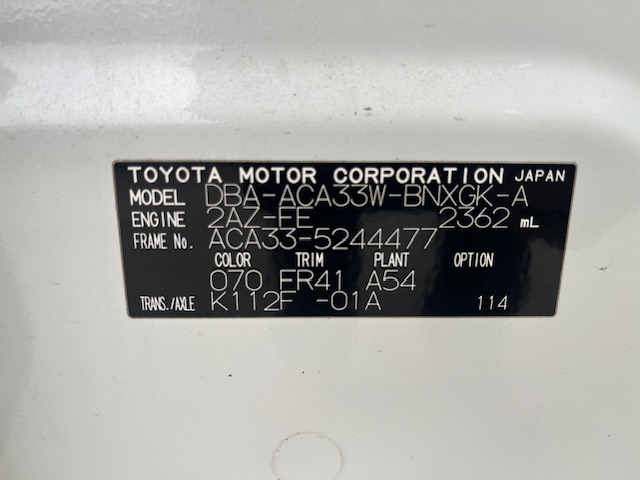 TOYOTA MOTOR CORPORATION JAPAN
MODEL DBA-ACA33W-BNXGK-A
ENGINE 2AZ-FE 2362 mL
FRAME No. ACA33-5244477
COLOR TRIM PLANT OPTION
070 FR41 A54
TRANS./AXLE K112F -01A 114